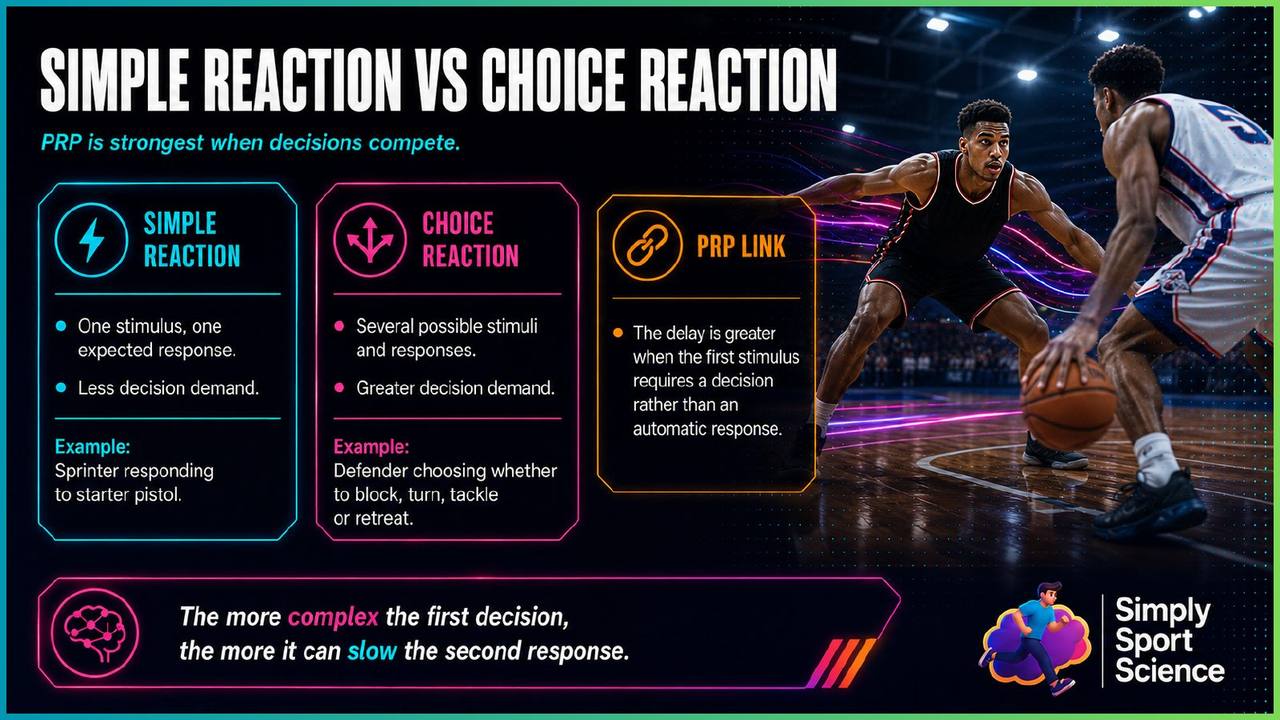 SIMPLE REACTION VS CHOICE REACTION
PRP is strongest when decisions compete.
SIMPLE
REACTION
One stimulus, one
expected response.
Less decision demand.
Example:
Sprinter responding
to starter pistol.
CHOICE
REACTION
Several possible stimuli
and responses.
Greater decision demand.
Example:
Defender choosing whether
to block, turn, tackle
or retreat.
PRP LINK
The delay is greater
when the first stimulus
requires a decision
rather than an
automatic response.
5
The more complex the first decision,
the more it can slow the second response.
Simply
Sport
Science